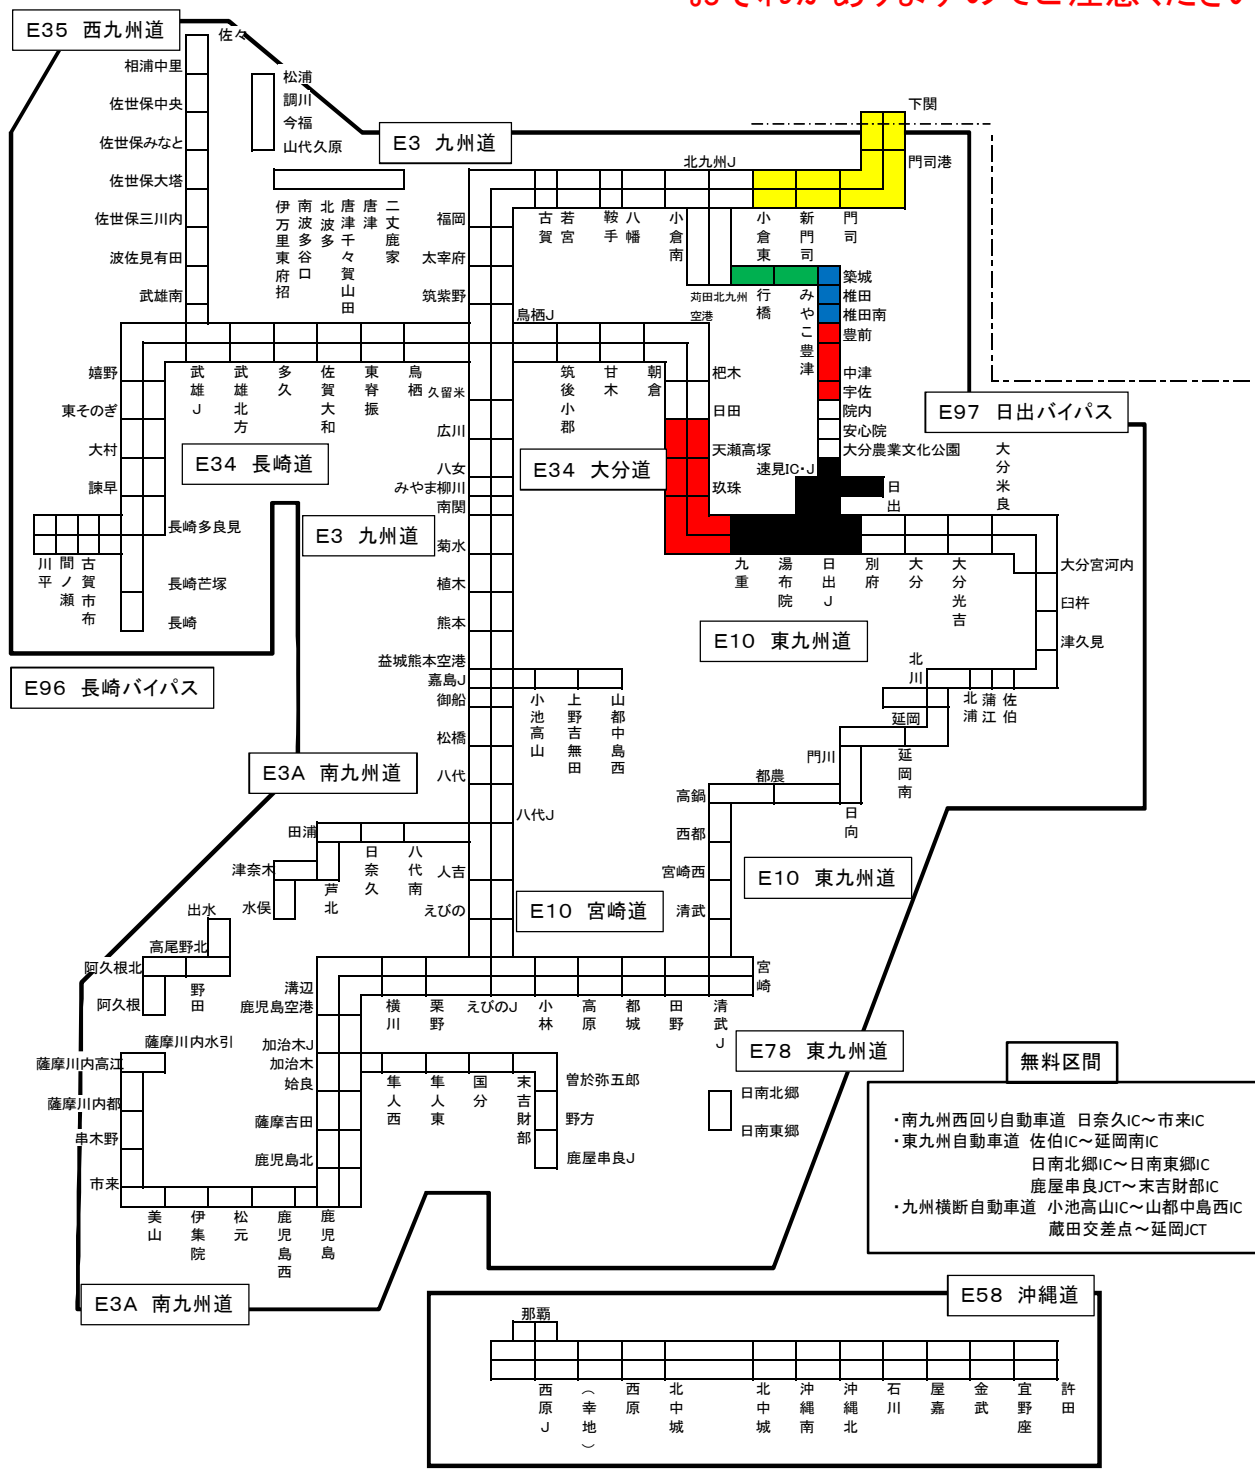 おそれがありますのでご注意ください
E35 西九州道
佐々
相浦中里
佐世保中央
佐世保みなと
佐世保大塔
佐世保三川内
波佐見有田
武雄南
松浦
調川
今福
山代久原
E3 九州道
伊万里東府招
南波多谷口
北波多
唐津千々賀山田
唐津
二丈鹿家
福岡
太宰府
筑紫野
鳥栖J
古賀
若宮
鞍手
八幡
小倉南
北九州J
小倉東
新門司
門司
下関
門司港
苅田北九州
空港
行橋
みやこ豊津
築城
椎田
椎田南
豊前
中津
宇佐
院内
安心院
大分農業文化公園
速見IC・J
日出
E97 日出バイパス
嬉野
東そのぎ
大村
諫早
武雄J
武雄北方
多久
佐賀大和
東脊振
鳥栖
久留米
筑後小郡
甘木
朝倉
杷木
日田
天瀬高塚
玖珠
広川
八女
みやま柳川
南関
菊水
植木
熊本
益城熊本空港
嘉島J
御船
松橋
八代
E34 長崎道
E34 大分道
E3 九州道
長崎多良見
川平
間ノ瀬
古賀市布
長崎芒塚
長崎
E96 長崎バイパス
九重
湯布院
日出J
別府
大分
大分光吉
大分米良
大分宮河内
臼杵
津久見
E10 東九州道
小池高山
上野吉無田
山都中島西
北川
北浦
蒲江
佐伯
延岡
延岡南
門川
日向
都農
高鍋
西都
宮崎西
清武
E10 東九州道
E3A 南九州道
八代J
田浦
日奈久
八代南
人吉
えびの
津奈木
水俣
芦北
出水
高尾野北
阿久根北
阿久根
野田
E10 宮崎道
溝辺
鹿児島空港
横川
栗野
えびのJ
小林
高原
都城
田野
清武J
宮崎
E78 東九州道
薩摩川内水引
薩摩川内高江
薩摩川内都
串木野
市来
加治木J
加治木
姶良
薩摩吉田
鹿児島北
隼人西
隼人東
国分
末吉財部
曽於弥五郎
野方
鹿屋串良J
日南北郷
日南東郷
美山
伊集院
松元
鹿児島西
鹿児島
E3A 南九州道
無料区間
・南九州西回り自動車道 日奈久IC～市来IC
・東九州自動車道 佐伯IC～延岡南IC
日南北郷IC～日南東郷IC
鹿屋串良JCT～末吉財部IC
・九州横断自動車道 小池高山IC～山都中島西IC
蔵田交差点～延岡JCT
E58 沖縄道
那覇
西原J
（幸地）
西原
北中城
北中城
沖縄南
沖縄北
石川
屋嘉
金武
宜野座
許田